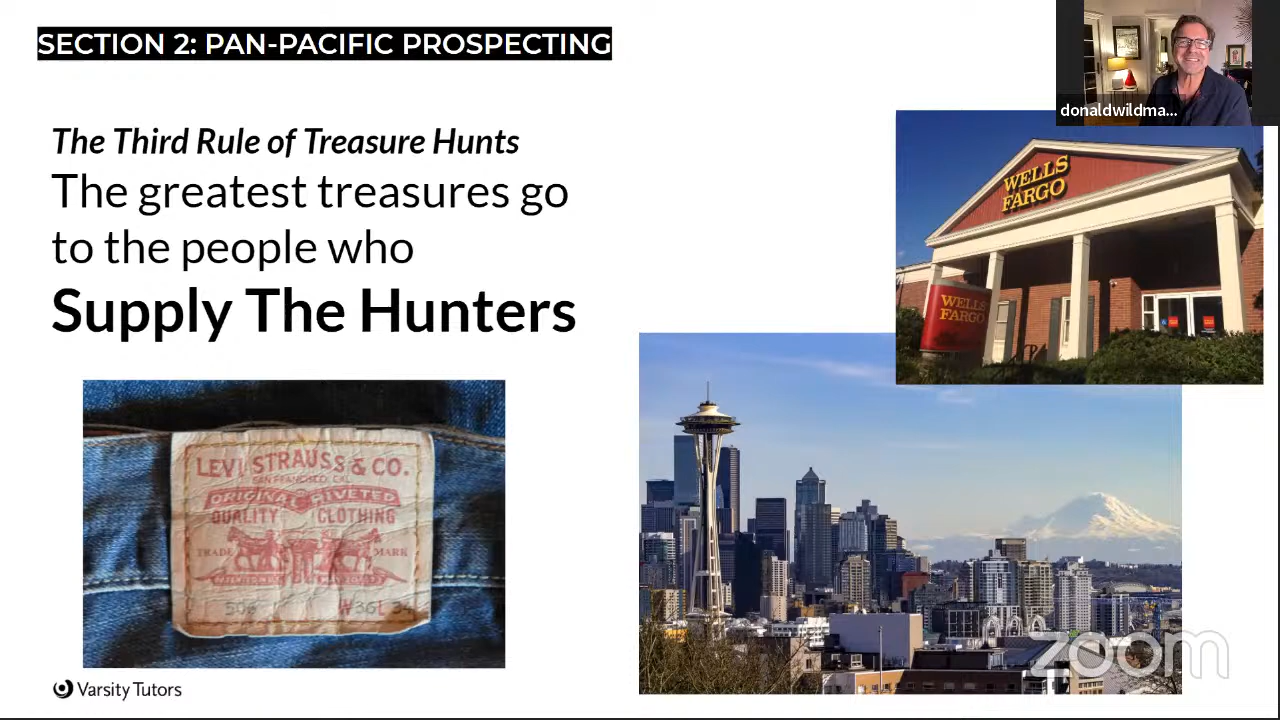 SECTION 2: PAN-PACIFIC PROSPECTING
donaldwildma...
The Third Rule of Treasure Hunts
The greatest treasures go
to the people who
Supply The Hunters
WELLS
FARGO
WELLS
FARGO
LEVI STRAUSS & CO.
SAN FRANCISCO, CAL.
ORIGINAL RIVETED
QUALITY CLOTHING
TRADE MARK
W36 L
Varsity Tutors
zoom